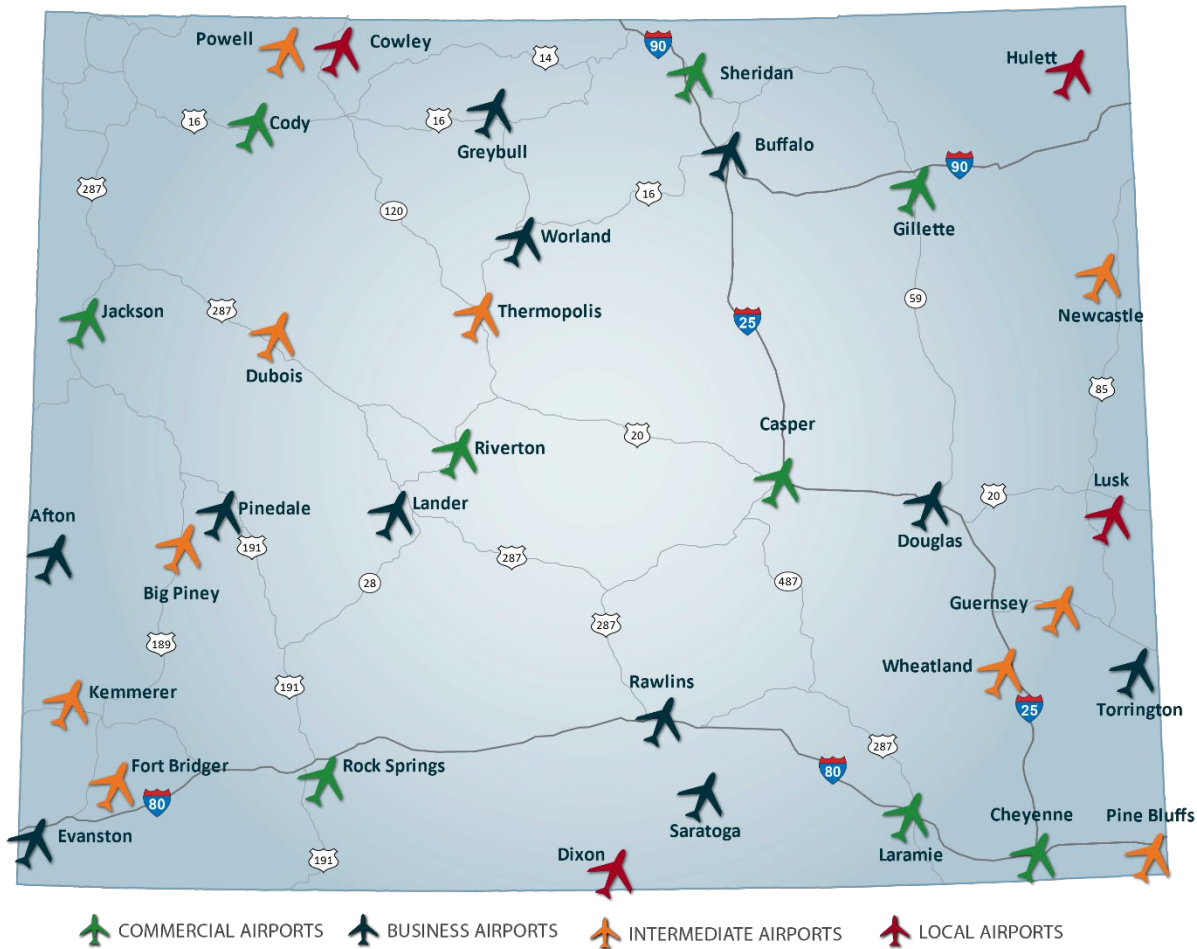 Powell
Cowley
14
90
Sheridan
Hulett
16
Cody
16
Greybull
Buffalo
90
287
16
120
Gillette
Worland
Jackson
287
Thermopolis
59
Newcastle
25
Dubois
85
Casper
20
Riverton
Lusk
Afton
Pinedale
Lander
20
191
Douglas
287
28
487
Big Piney
Guernsey
287
189
Wheatland
191
Kemmerer
Rawlins
25
Torrington
287
Fort Bridger
Rock Springs
80
80
Evanston
Saratoga
Cheyenne
Pine Bluffs
191
Dixon
Laramie
COMMERCIAL AIRPORTS
BUSINESS AIRPORTS
INTERMEDIATE AIRPORTS
LOCAL AIRPORTS